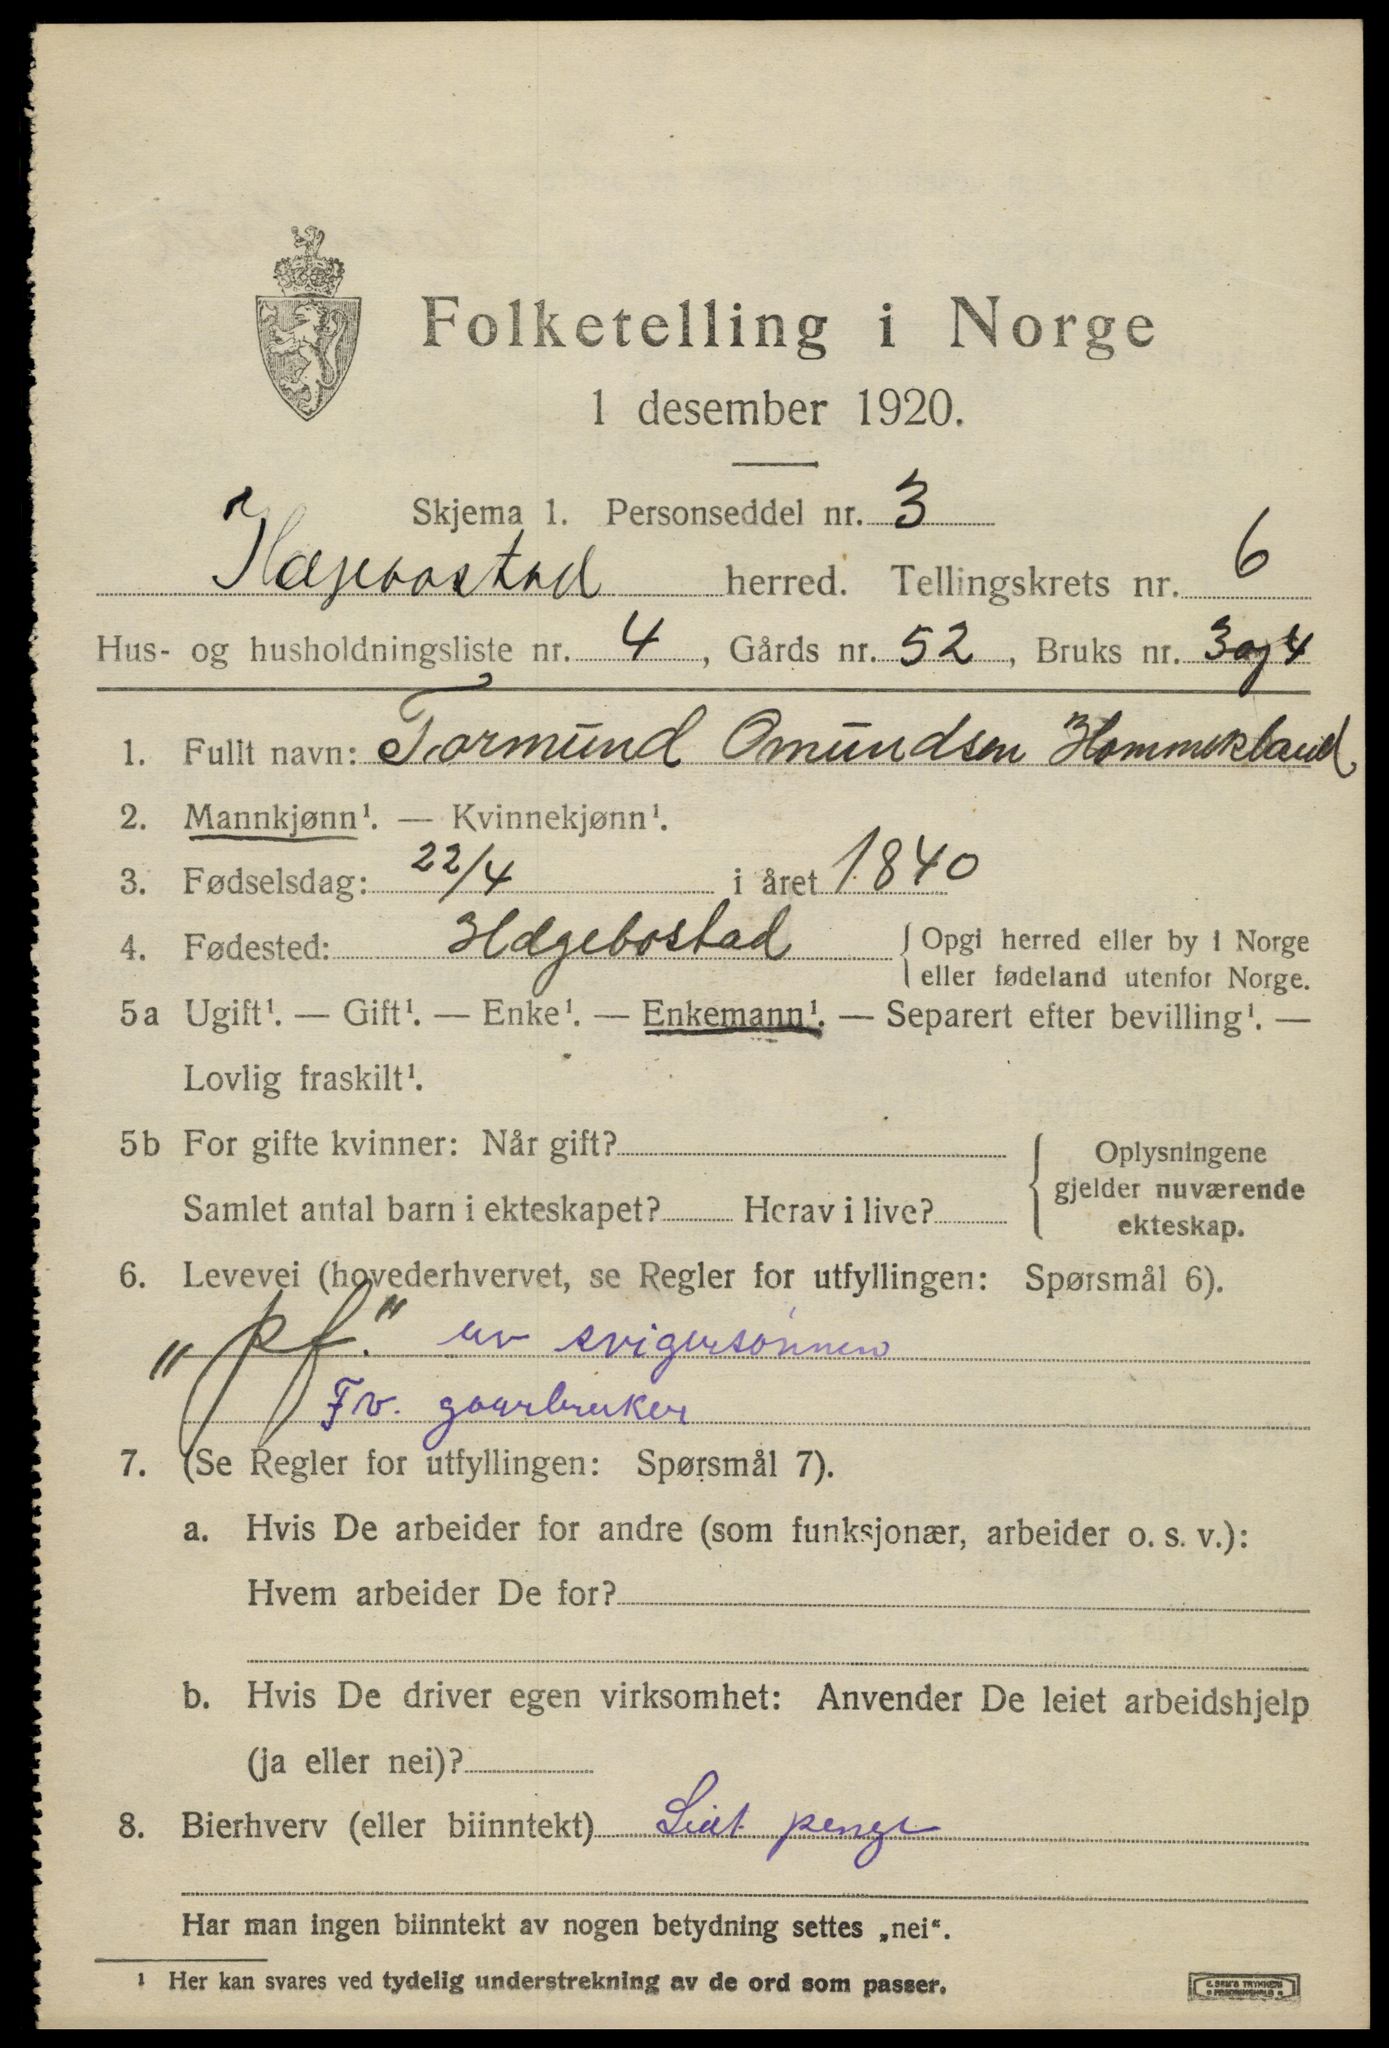 Folketelling i Norge
1 desember 1920.
Skjema 1. Personseddel nr. 3
Hægebostad herred. Tellingskrets nr. 6
Hus- og husholdningsliste nr. 4, Gårds nr. 52, Bruks nr. 3 og 4
1. Fullt navn: Tormund Omundsen Hommekland
2. Mannkjønn¹. — Kvinnekjønn¹.
3. Fødselsdag: 22/4 i året 1840
4. Fødested: Hægebostad { Opgi herred eller by i Norge
eller fødeland utenfor Norge.
5a Ugift¹. — Gift¹. — Enke¹. — Enkemann¹. — Separert efter bevilling¹. —
Lovlig fraskilt¹.
5b For gifte kvinner: Når gift?
Samlet antal barn i ekteskapet? Herav i live?
{ Oplysningene
gjelder nuværende
ekteskap.
6. Levevei (hovederhvervet, se Regler for utfyllingen: Spørsmål 6).
„pf." av svigersønnen
Fv. gaarbruker
7. (Se Regler for utfyllingen: Spørsmål 7).
a. Hvis De arbeider for andre (som funksjonær, arbeider o. s. v.):
Hvem arbeider De for?
b. Hvis De driver egen virksomhet: Anvender De leiet arbeidshjelp
(ja eller nei)?
8. Bierhverv (eller biinntekt) penge
Har man ingen biinntekt av nogen betydning settes „nei“.
¹ Her kan svares ved tydelig understrekning av de ord som passer.